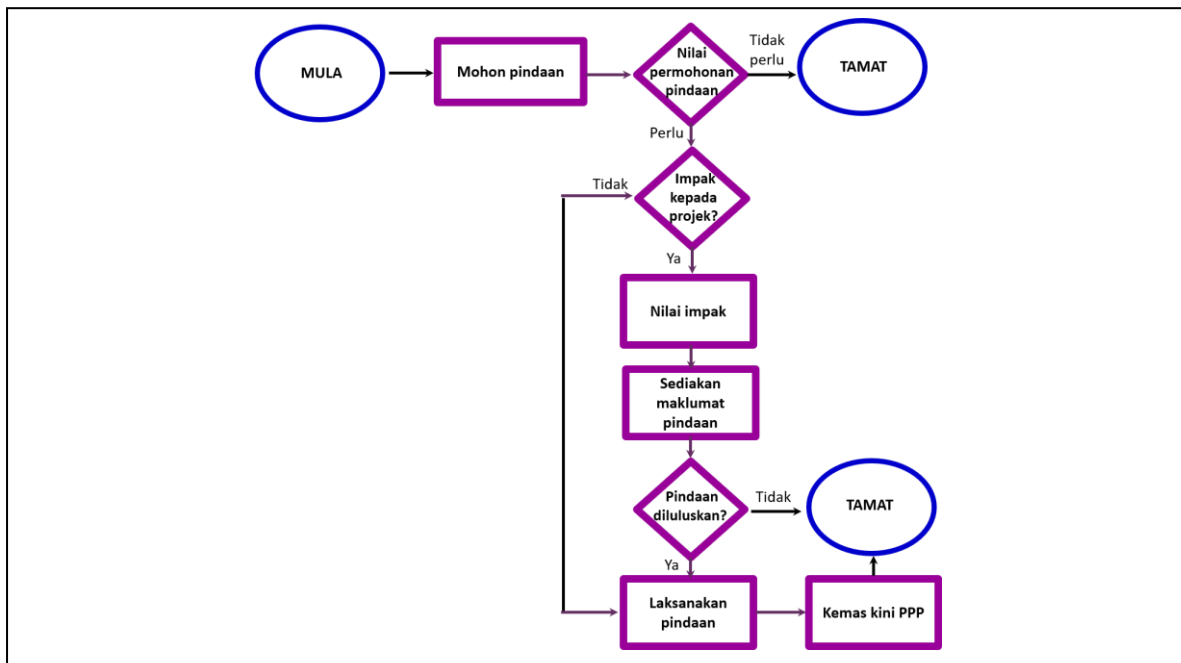 MULA
Mohon pindaan
Nilai
permohonan
pindaan
Tidak
perlu
TAMAT
Perlu
Impak
kepada
projek?
Tidak
Ya
Nilai impak
Sediakan
maklumat
pindaan
Pindaan
diluluskan?
Tidak
TAMAT
Ya
Laksanakan
pindaan
Kemas kini PPP